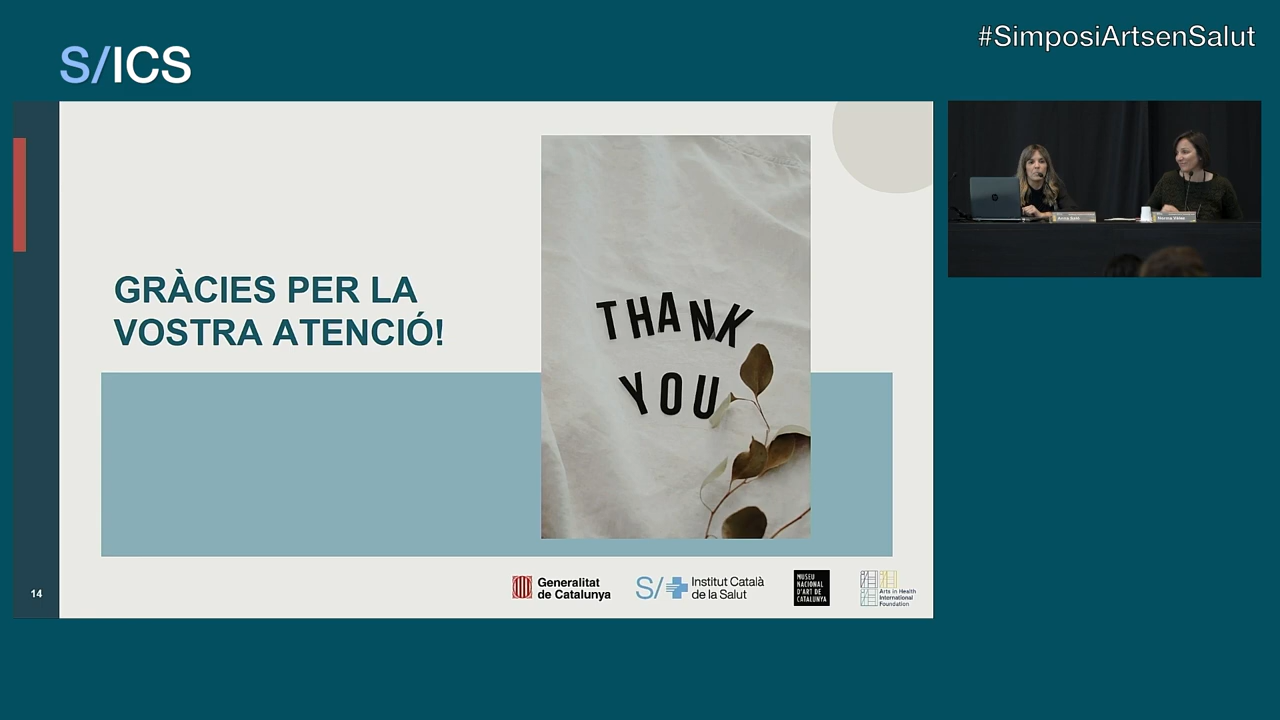 #SimposiArtsenSalut
S/ICS
GRÀCIES PER LA
VOSTRA ATENCIÓ!
THANK
YOU
14
Generalitat
de Catalunya
S/
Institut Català
de la Salut
MUSEU
NACIONAL
D'ART DE
CATALUNYA
Arts in Health
International
Foundation